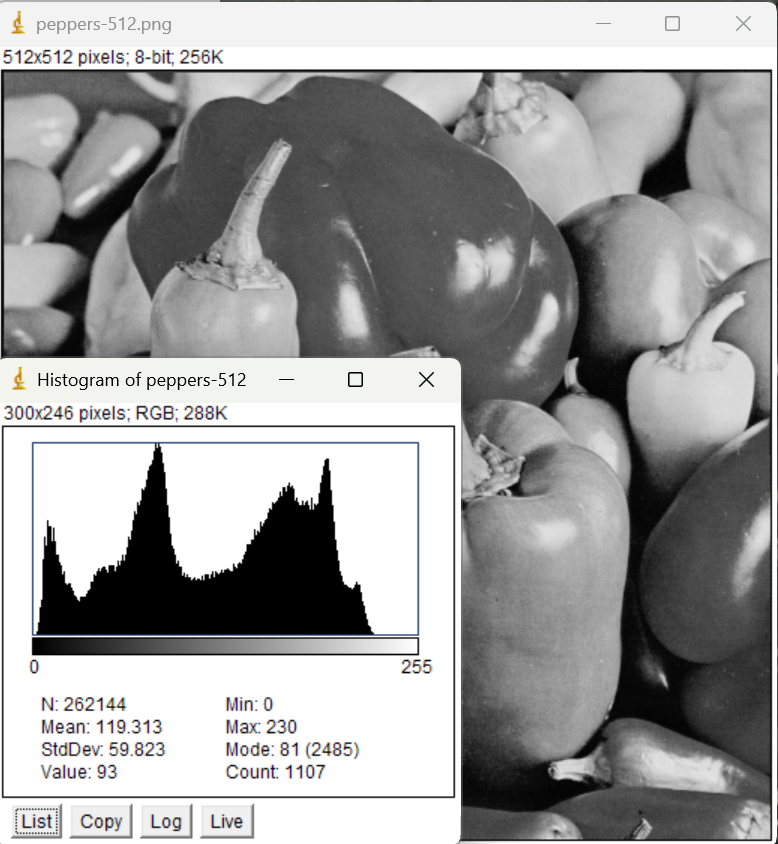 peppers-512.png
512x512 pixels; 8-bit; 256K
Histogram of peppers-512
300x246 pixels; RGB; 288K
0 255
N: 262144 Min: 0
Mean: 119.313 Max: 230
StdDev: 59.823 Mode: 81 (2485)
Value: 93 Count: 1107
List Copy Log Live